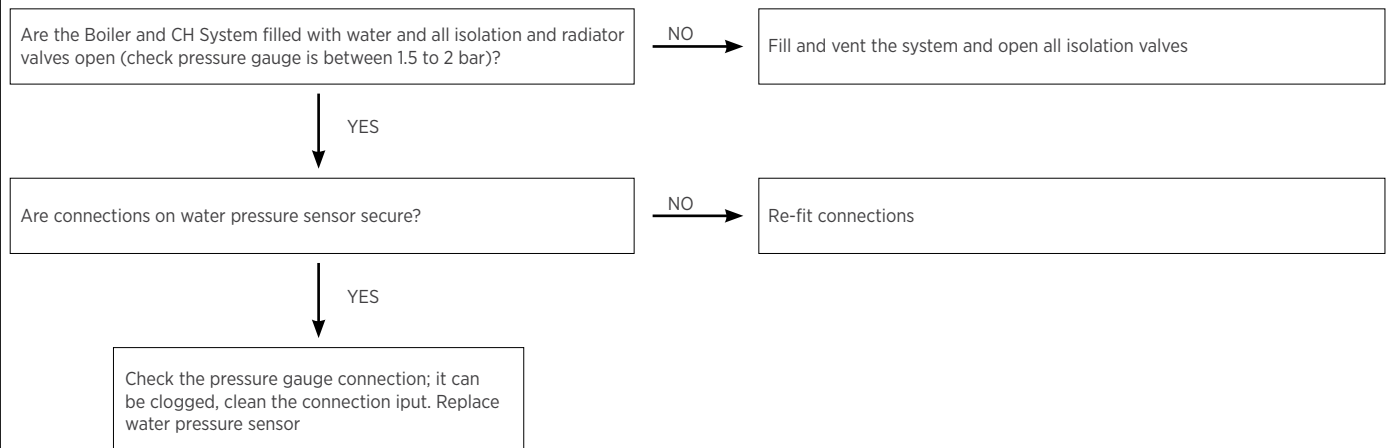 Are the Boiler and CH System filled with water and all isolation and radiator
valves open (check pressure gauge is between 1.5 to 2 bar)?
NO
Fill and vent the system and open all isolation valves
YES
Are connections on water pressure sensor secure?
NO
Re-fit connections
YES
Check the pressure gauge connection; it can
be clogged, clean the connection iput. Replace
water pressure sensor